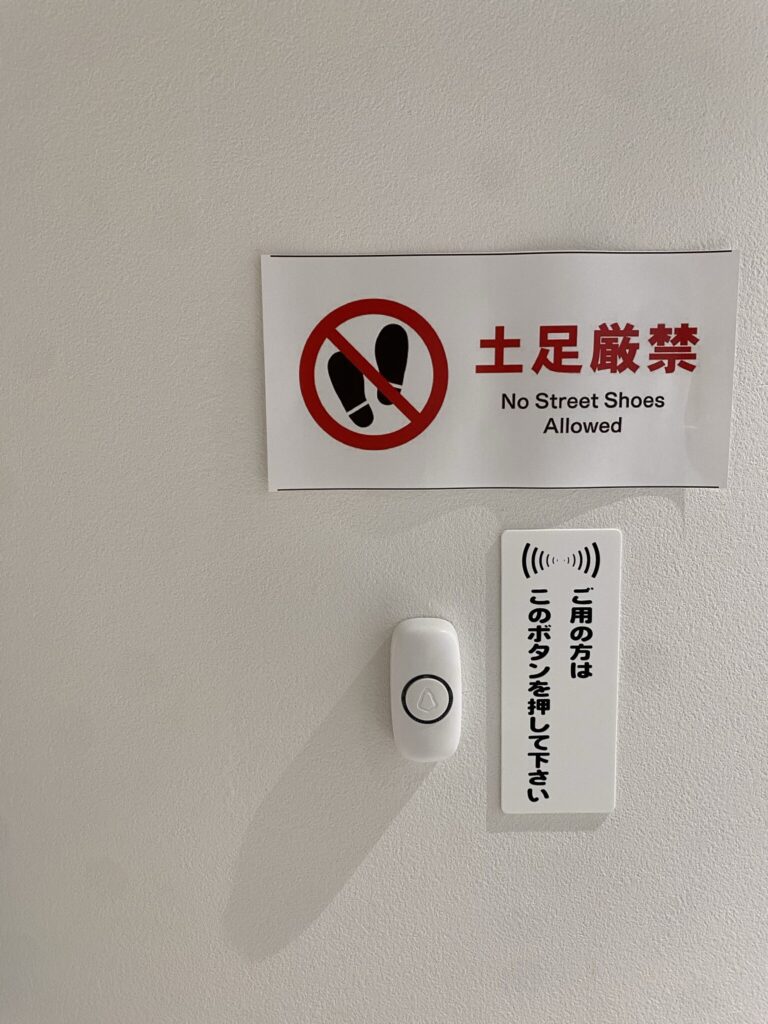 土足厳禁
No Street Shoes
Allowed
ご用の方は
このボタンを押して下さい